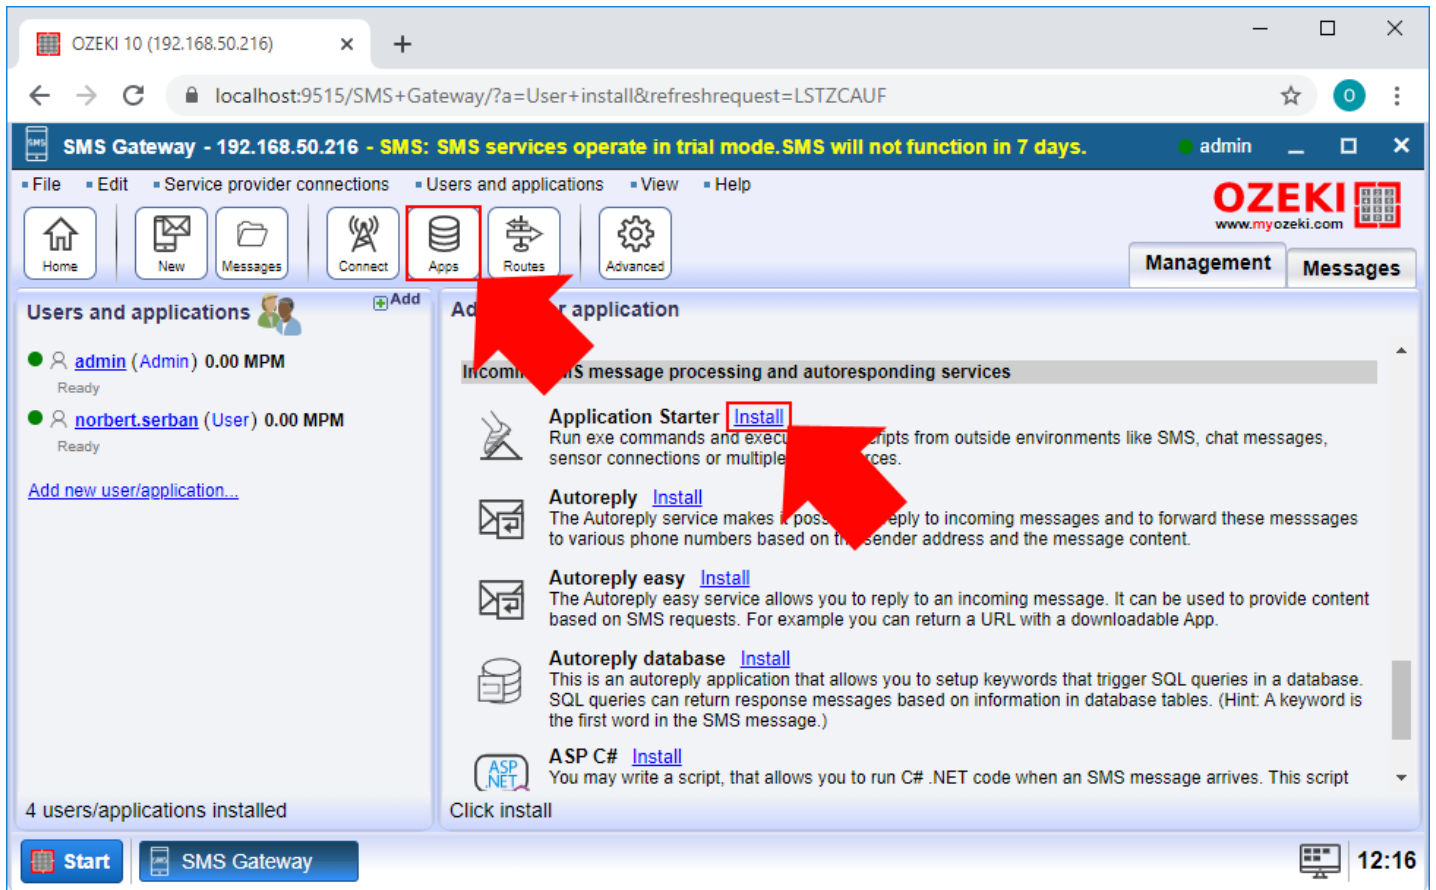 OZEKI 10 (192.168.50.216)
localhost:9515/SMS+Gateway/?a=User+install&refreshrequest=LSTZCAUF
O
SMS
SMS Gateway - 192.168.50.216 - SMS: SMS services operate in trial mode.SMS will not function in 7 days.
admin
File Edit Service provider connections Users and applications View Help
OZEKI
www.myozeki.com
Home New Messages Connect Apps Routes Advanced
Management Messages
Users and applications Add
admin (Admin) 0.00 MPM
Ready
norbert.serban (User) 0.00 MPM
Ready
Add new user/application...
4 users/applications installed
application
message processing and autoresponding services
Application Starter Install
Run exe commands and from outside environments like SMS, chat messages,
sensor connections or multiple
Autoreply Install
The Autoreply service makes to incoming messages and to forward these messsages
to various phone numbers based on sender address and the message content.
Autoreply easy Install
The Autoreply easy service allows you to reply to an incoming message. It can be used to provide content
based on SMS requests. For example you can return a URL with a downloadable App.
Autoreply database Install
This is an autoreply application that allows you to setup keywords that trigger SQL queries in a database.
SQL queries can return response messages based on information in database tables. (Hint: A keyword is
the first word in the SMS message.)
ASP
.NET
ASP C# Install
You may write a script, that allows you to run C# .NET code when an SMS message arrives. This script
Click install
Start SMS Gateway 12:16